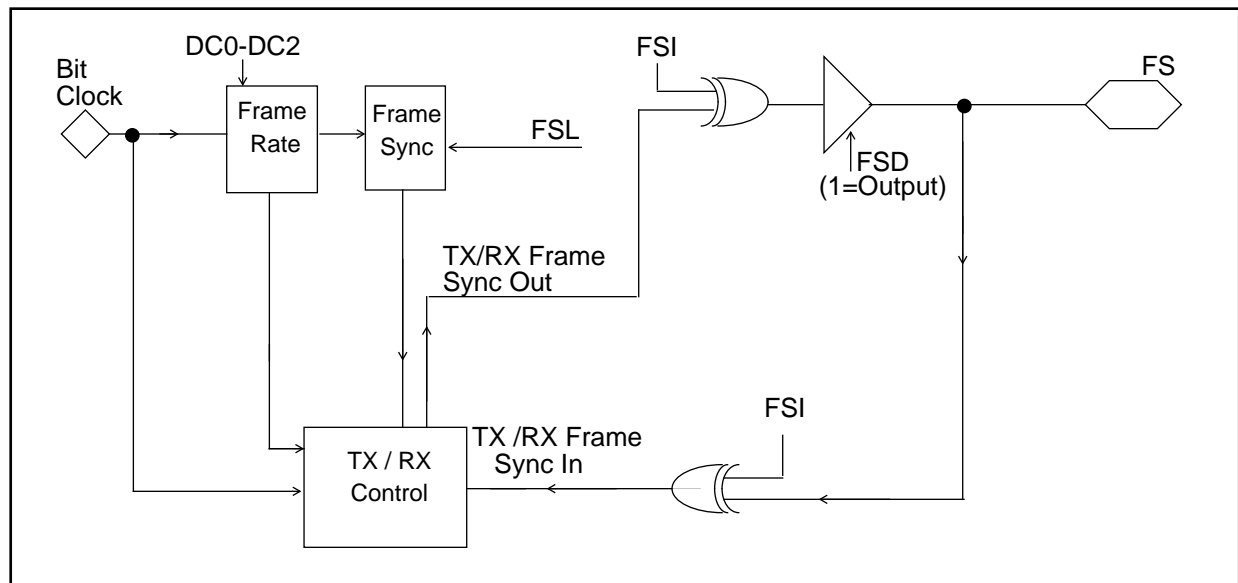 DC0-DC2
FSI
FS
Bit
Clock
Frame
Rate
Frame
Sync
FSL
FSD
(1=Output)
TX/RX Frame
Sync Out
FSI
TX /RX Frame
Sync In
TX / RX
Control